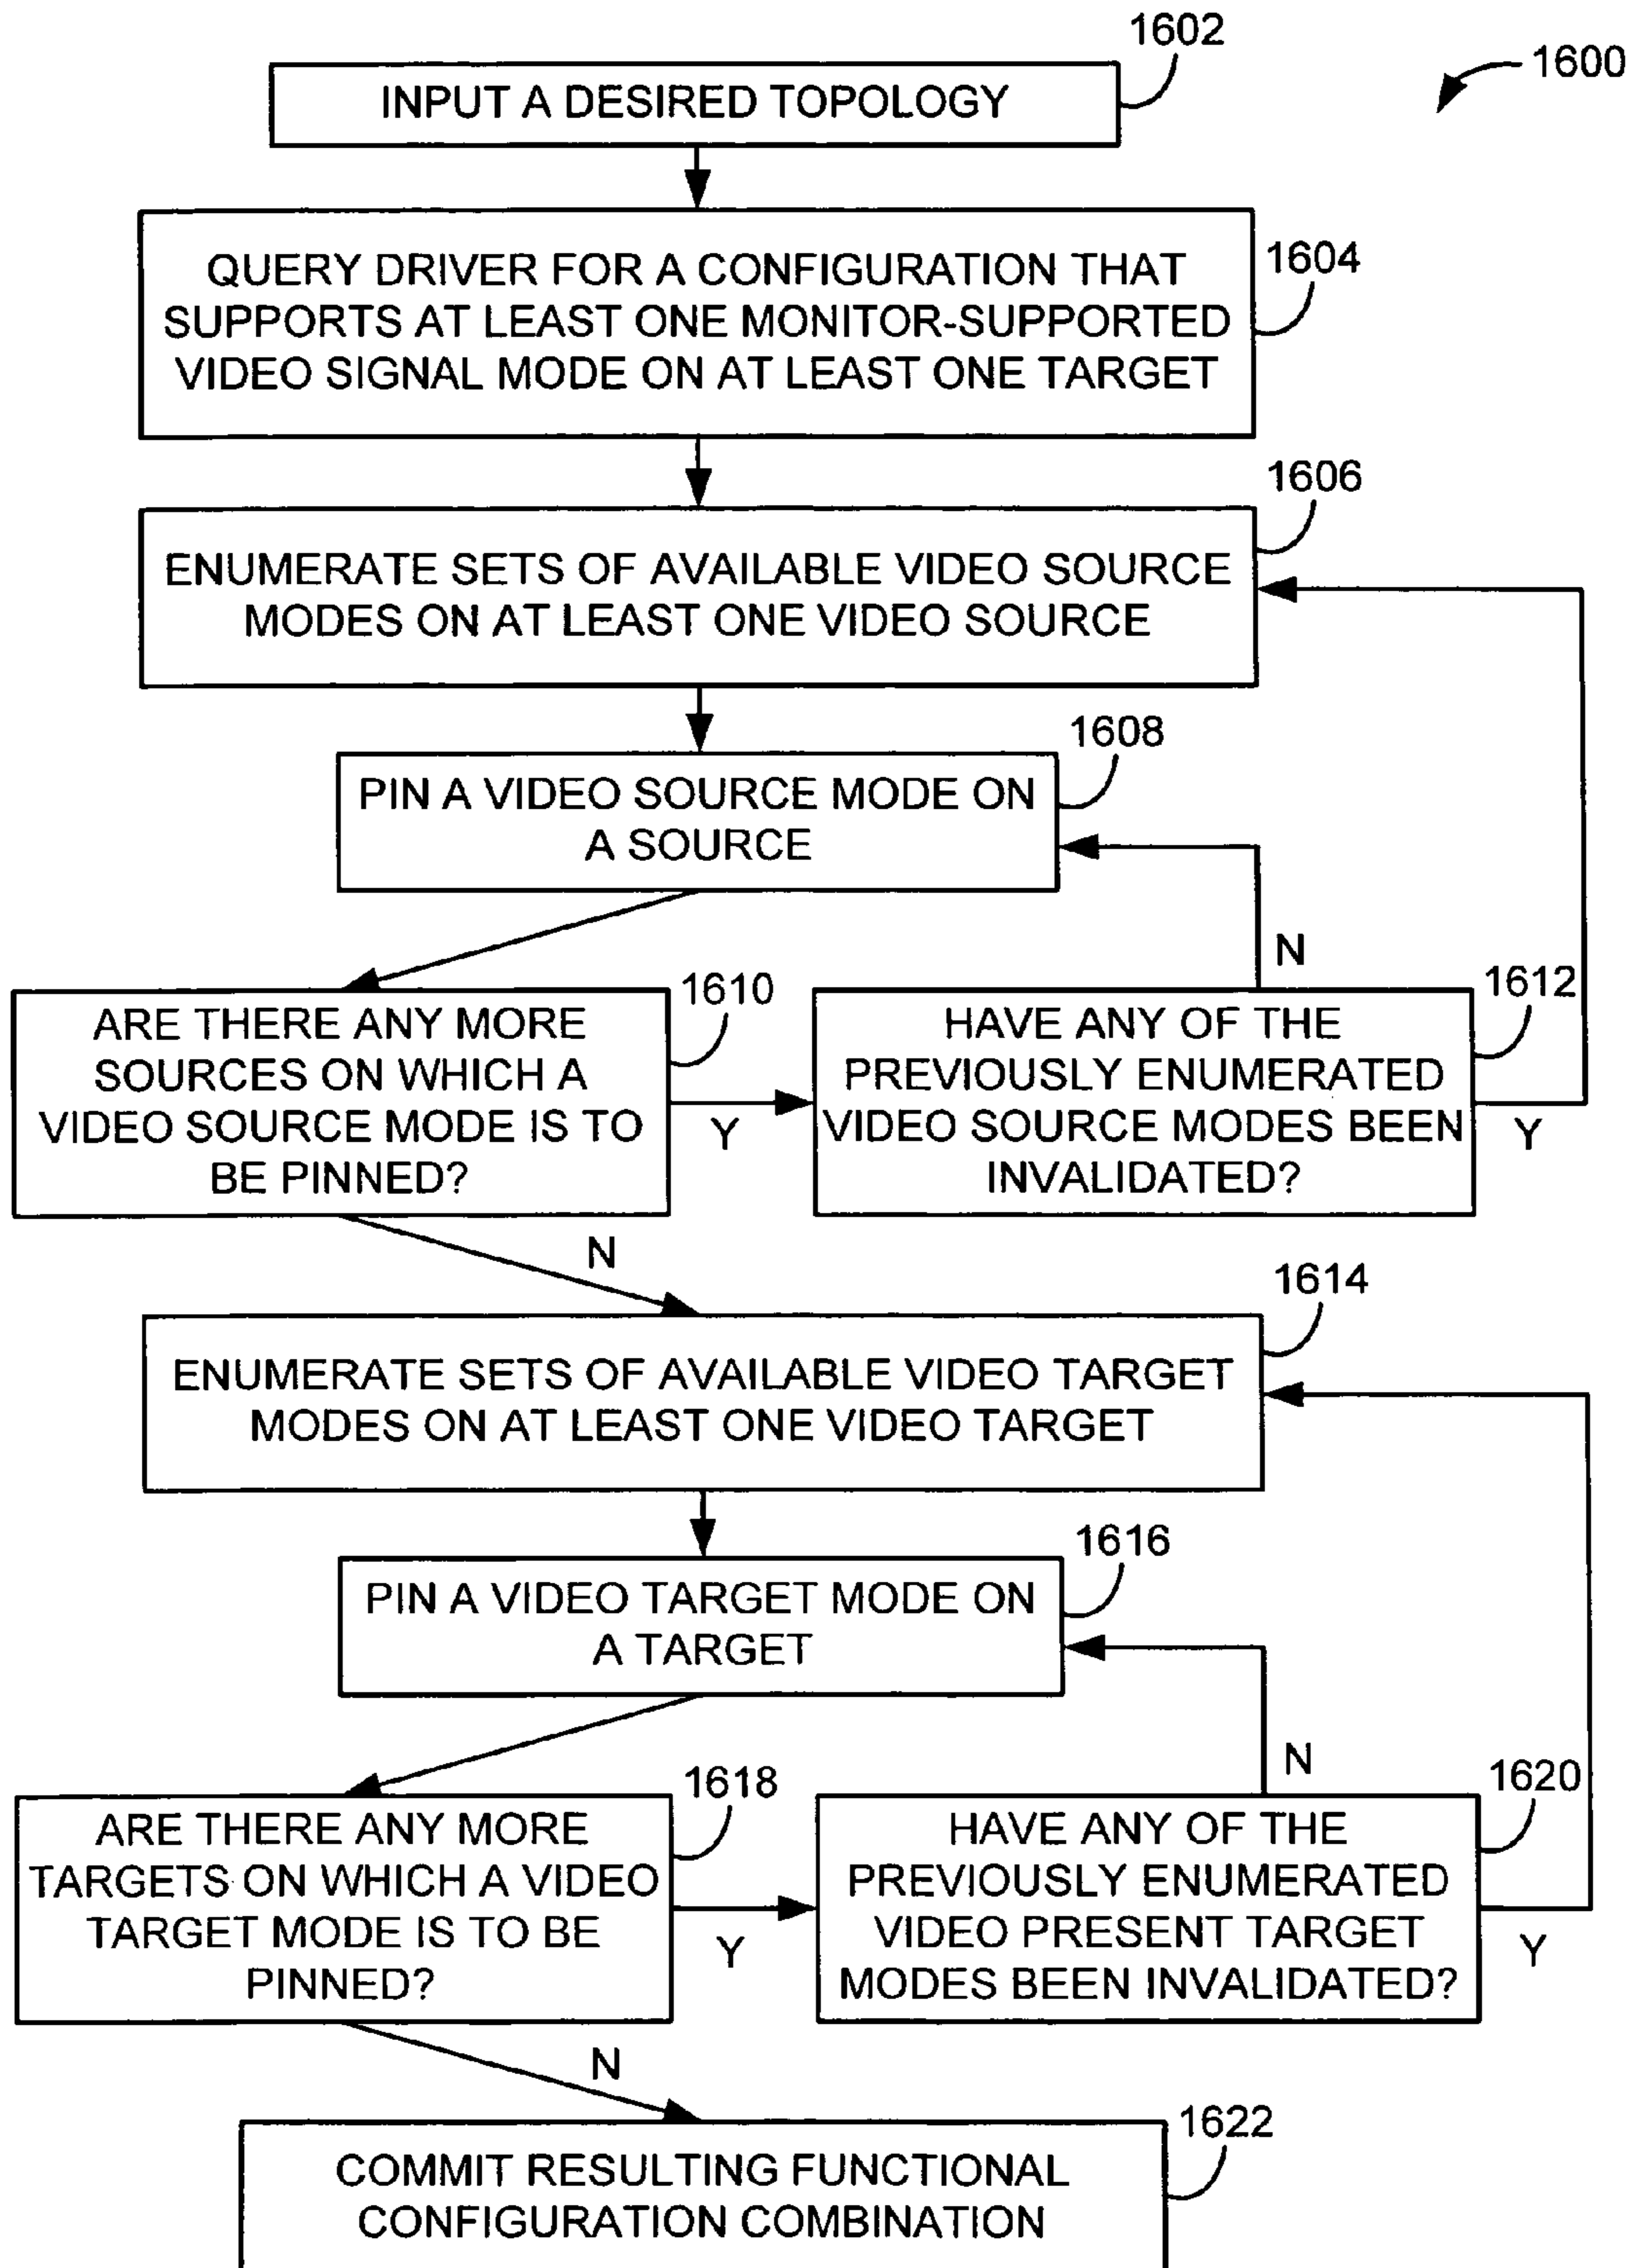 1602
1600
INPUT A DESIRED TOPOLOGY
1604
QUERY DRIVER FOR A CONFIGURATION THAT
SUPPORTS AT LEAST ONE MONITOR-SUPPORTED
VIDEO SIGNAL MODE ON AT LEAST ONE TARGET
1606
ENUMERATE SETS OF AVAILABLE VIDEO SOURCE
MODES ON AT LEAST ONE VIDEO SOURCE
1608
PIN A VIDEO SOURCE MODE ON
A SOURCE
N
1610
1612
ARE THERE ANY MORE
SOURCES ON WHICH A
VIDEO SOURCE MODE IS TO
BE PINNED?
Y
HAVE ANY OF THE
PREVIOUSLY ENUMERATED
VIDEO SOURCE MODES BEEN
INVALIDATED?
Y
N
1614
ENUMERATE SETS OF AVAILABLE VIDEO TARGET
MODES ON AT LEAST ONE VIDEO TARGET
1616
PIN A VIDEO TARGET MODE ON
A TARGET
N
1618
1620
ARE THERE ANY MORE
TARGETS ON WHICH A VIDEO
TARGET MODE IS TO BE
PINNED?
Y
HAVE ANY OF THE
PREVIOUSLY ENUMERATED
VIDEO PRESENT TARGET
MODES BEEN INVALIDATED?
Y
N
1622
COMMIT RESULTING FUNCTIONAL
CONFIGURATION COMBINATION